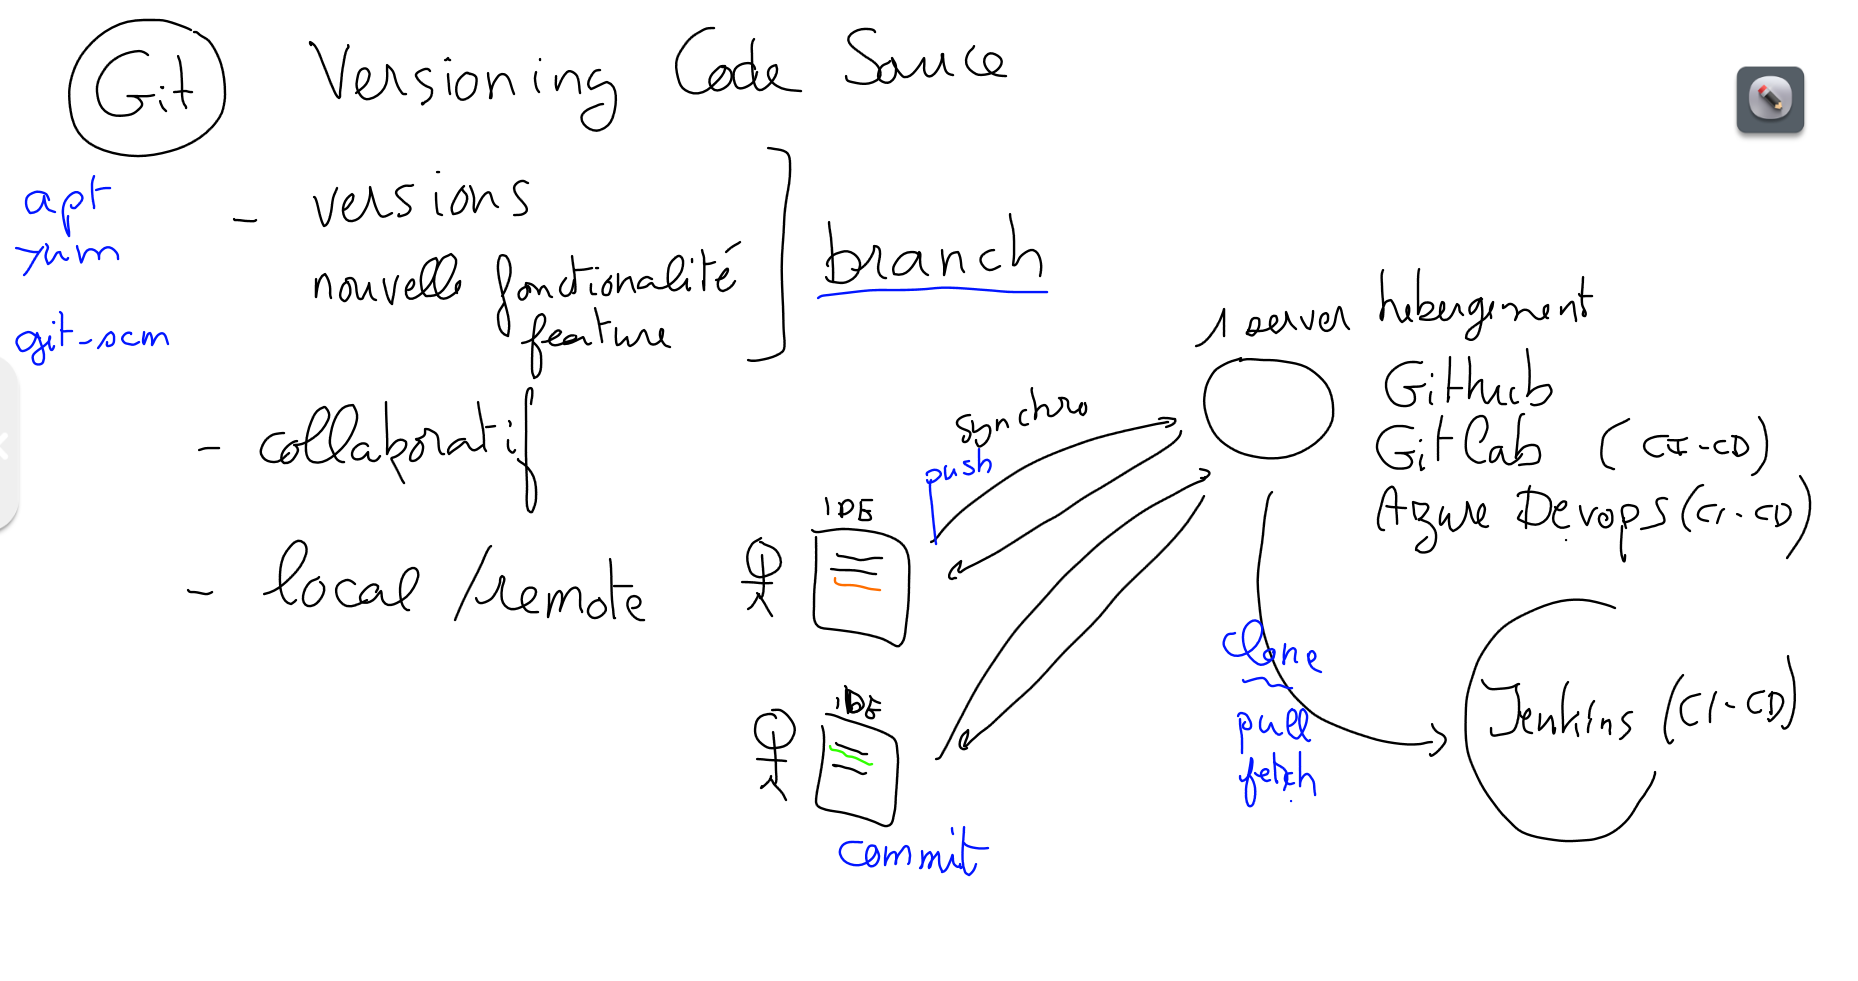 Git
Versioning Code Source
apt
yum
git-scm
- versions
nouvelle fonctionalité
feature
branch
- collaboratif
- local/remote
1 server hebergement
Github
GitLab (CI-CD)
Azure Devops (CI-CD)
synchro
push
IDE
IDE
commit
clone
pull
fetch
Jenkins (CI-CD)